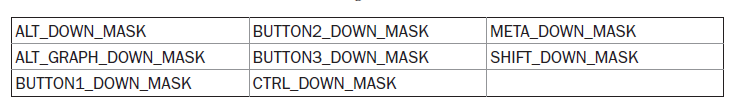 ALT_DOWN_MASK BUTTON2_DOWN_MASK META_DOWN_MASK
ALT_GRAPH_DOWN_MASK BUTTON3_DOWN_MASK SHIFT_DOWN_MASK
BUTTON1_DOWN_MASK CTRL_DOWN_MASK